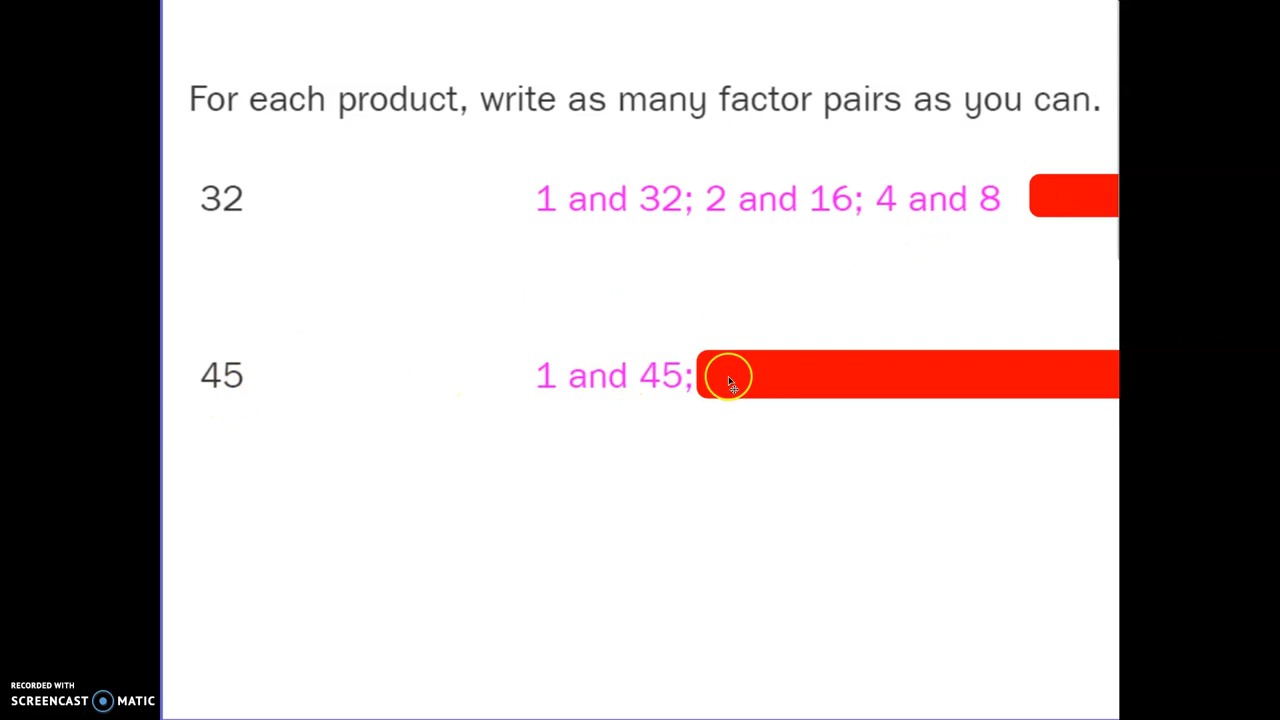 For each product, write as many factor pairs as you can.
32 1 and 32; 2 and 16; 4 and 8
45 1 and 45;
RECORDED WITH
SCREENCAST MATIC